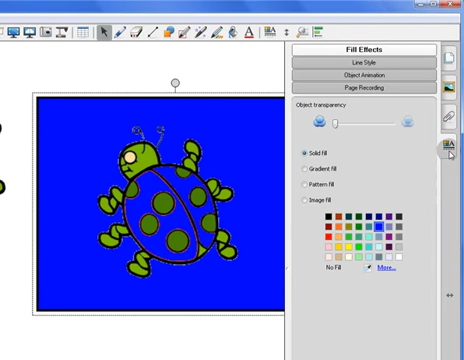 Fill Effects
Line Style
Object Animation
Page Recording
Object transparency
Solid fill
Gradient fill
Pattern fill
Image fill
No Fill
More...